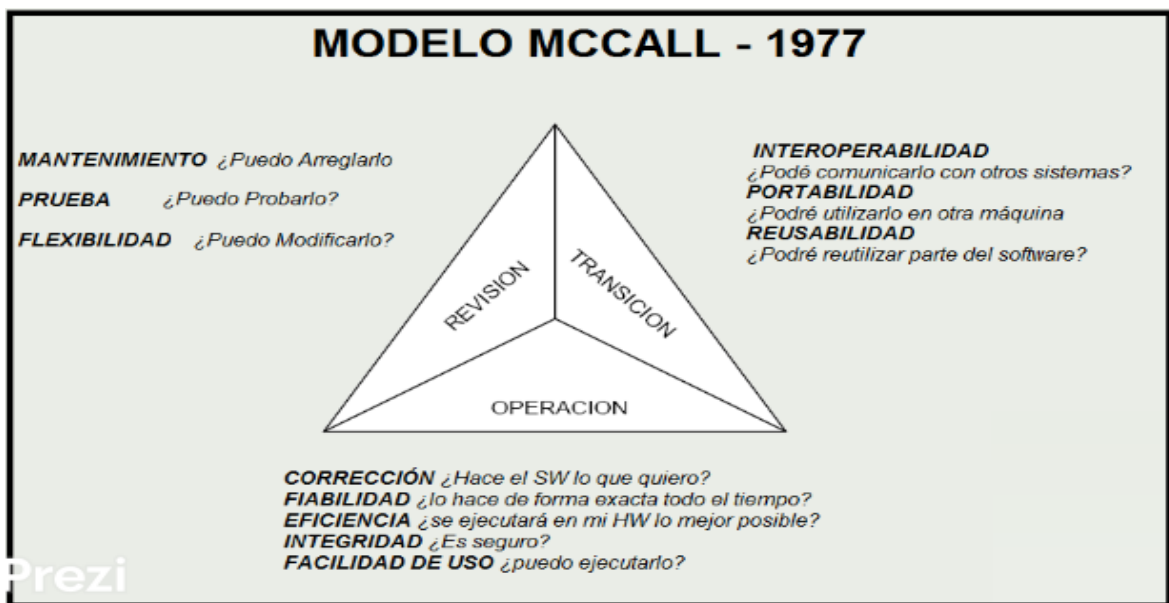 MODELO MCCALL - 1977
MANTENIMIENTO ¿Puedo Arreglarlo
PRUEBA ¿Puedo Probarlo?
FLEXIBILIDAD ¿Puedo Modificarlo?
INTEROPERABILIDAD
¿Podé comunicarlo con otros sistemas?
PORTABILIDAD
¿Podré utilizarlo en otra máquina
REUSABILIDAD
¿Podré reutilizar parte del software?
REVISION
TRANSICION
OPERACION
CORRECCIÓN ¿Hace el SW lo que quiero?
FIABILIDAD ¿lo hace de forma exacta todo el tiempo?
EFICIENCIA ¿se ejecutará en mi HW lo mejor posible?
INTEGRIDAD ¿Es seguro?
FACILIDAD DE USO ¿puedo ejecutarlo?
Prezi